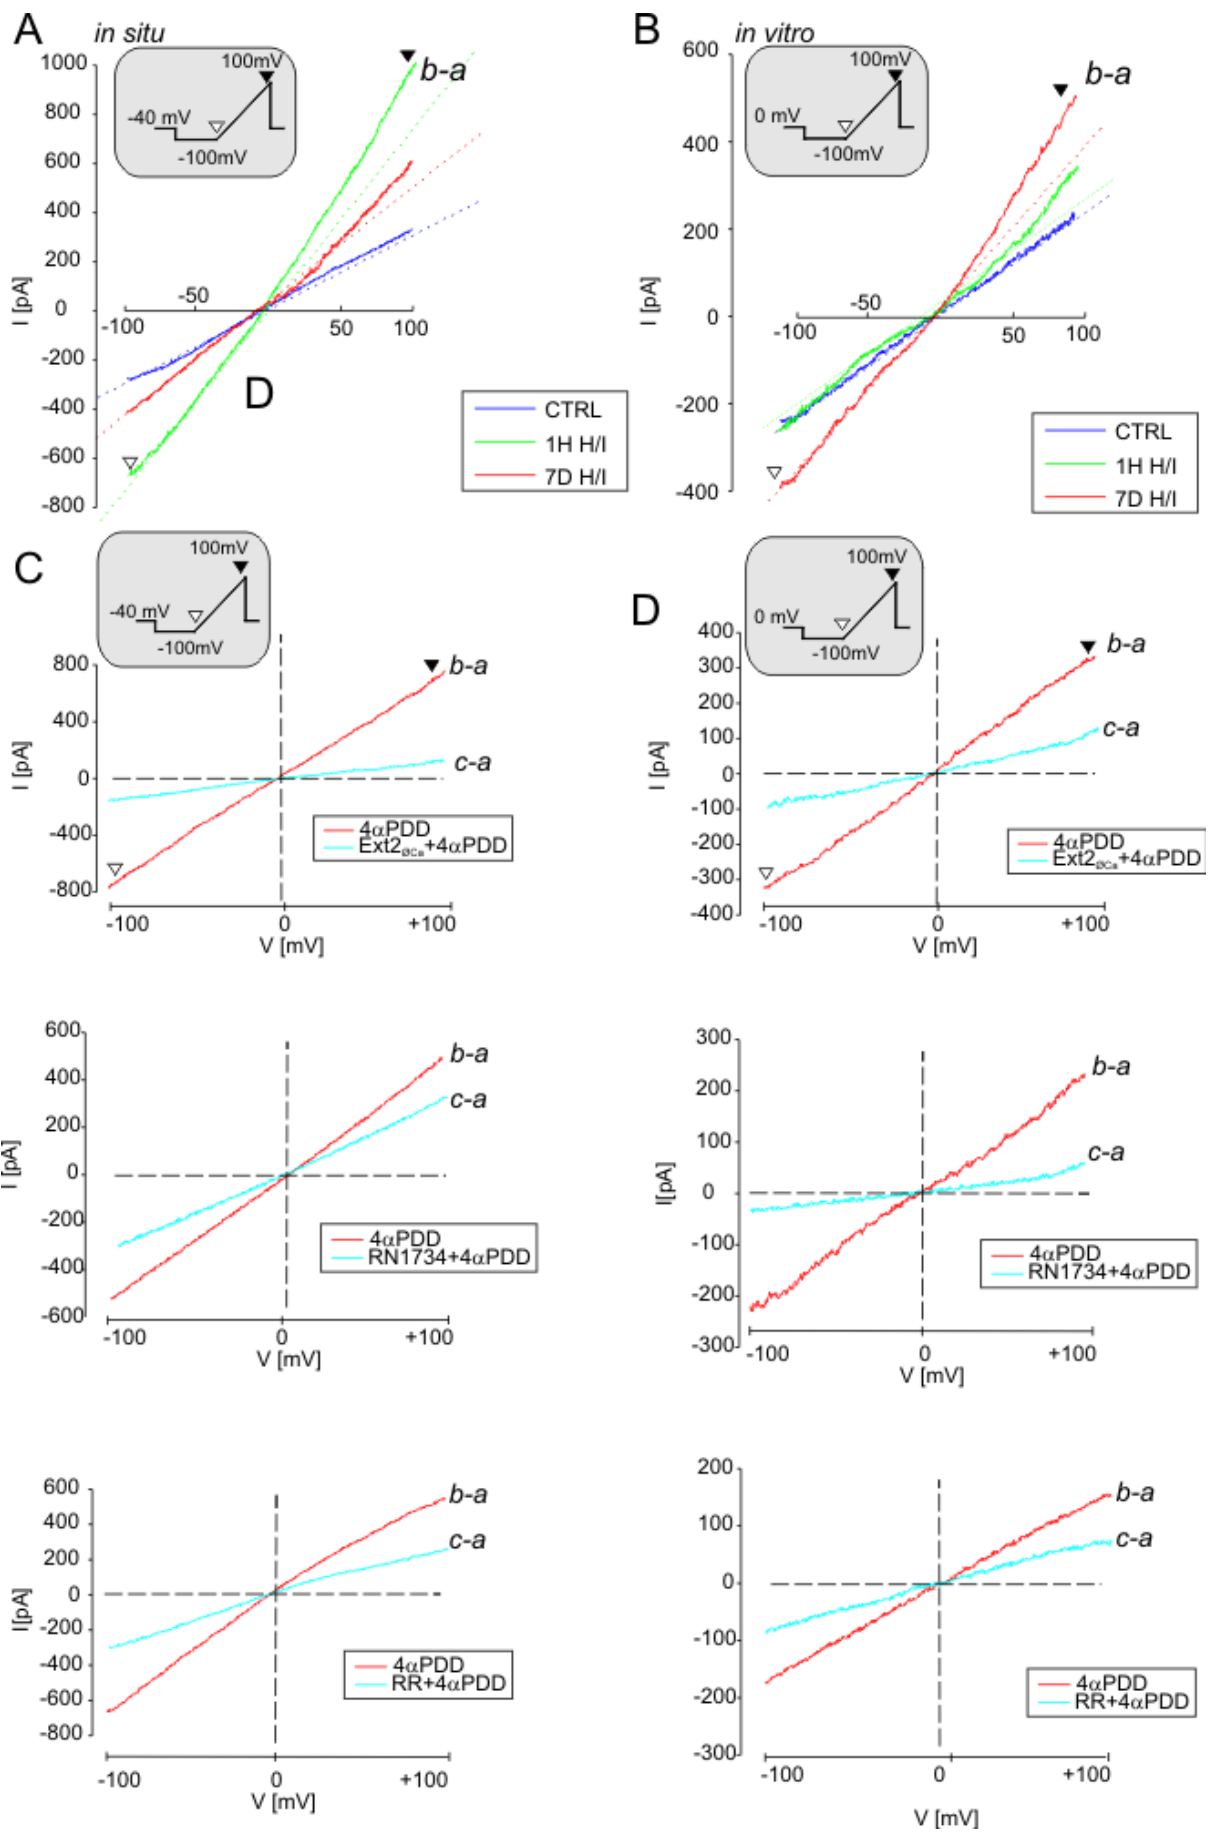 A
in situ
1000
100mV
b-a
-40 mV
-100mV
800
600
400
200
0
-200
-400
-600
-800
I [pA]
-100
-50
50
100
D
CTRL
1H H/I
7D H/I
B
in vitro
600
100mV
b-a
0 mV
-100mV
400
200
0
-200
-400
I [pA]
-100
-50
50
100
CTRL
1H H/I
7D H/I
C
100mV
-40 mV
-100mV
800
400
0
-400
-800
I [pA]
b-a
c-a
4αPDD
Ext2øCa+4αPDD
-100
0
+100
V [mV]
D
100mV
0 mV
-100mV
400
300
200
100
0
-100
-200
-300
-400
I [pA]
b-a
c-a
4αPDD
Ext2øCa+4αPDD
-100
0
+100
V [mV]
600
400
200
0
-200
-400
-600
I [pA]
b-a
c-a
4αPDD
RN1734+4αPDD
-100
0
+100
V [mV]
300
200
100
0
-100
-200
-300
I[pA]
b-a
c-a
4αPDD
RN1734+4αPDD
-100
0
+100
V [mV]
600
400
200
0
-200
-400
-600
-800
I[pA]
b-a
c-a
4αPDD
RR+4αPDD
-100
0
+100
V [mV]
200
100
0
-100
-200
-300
I[pA]
b-a
c-a
4αPDD
RR+4αPDD
-100
0
+100
V [mV]